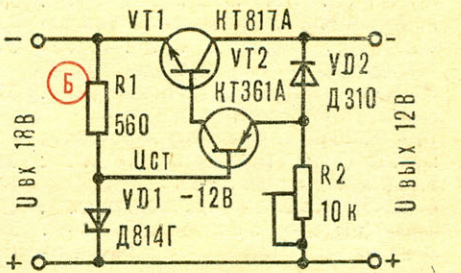 VT1 КТ817А
− −
VT2
Б
R1
560
КТ361А
VD2
Д310
Uвх 18В
Uст
VD1 −12В
Д814Г
R2
10к
Uвых 12В
+ +